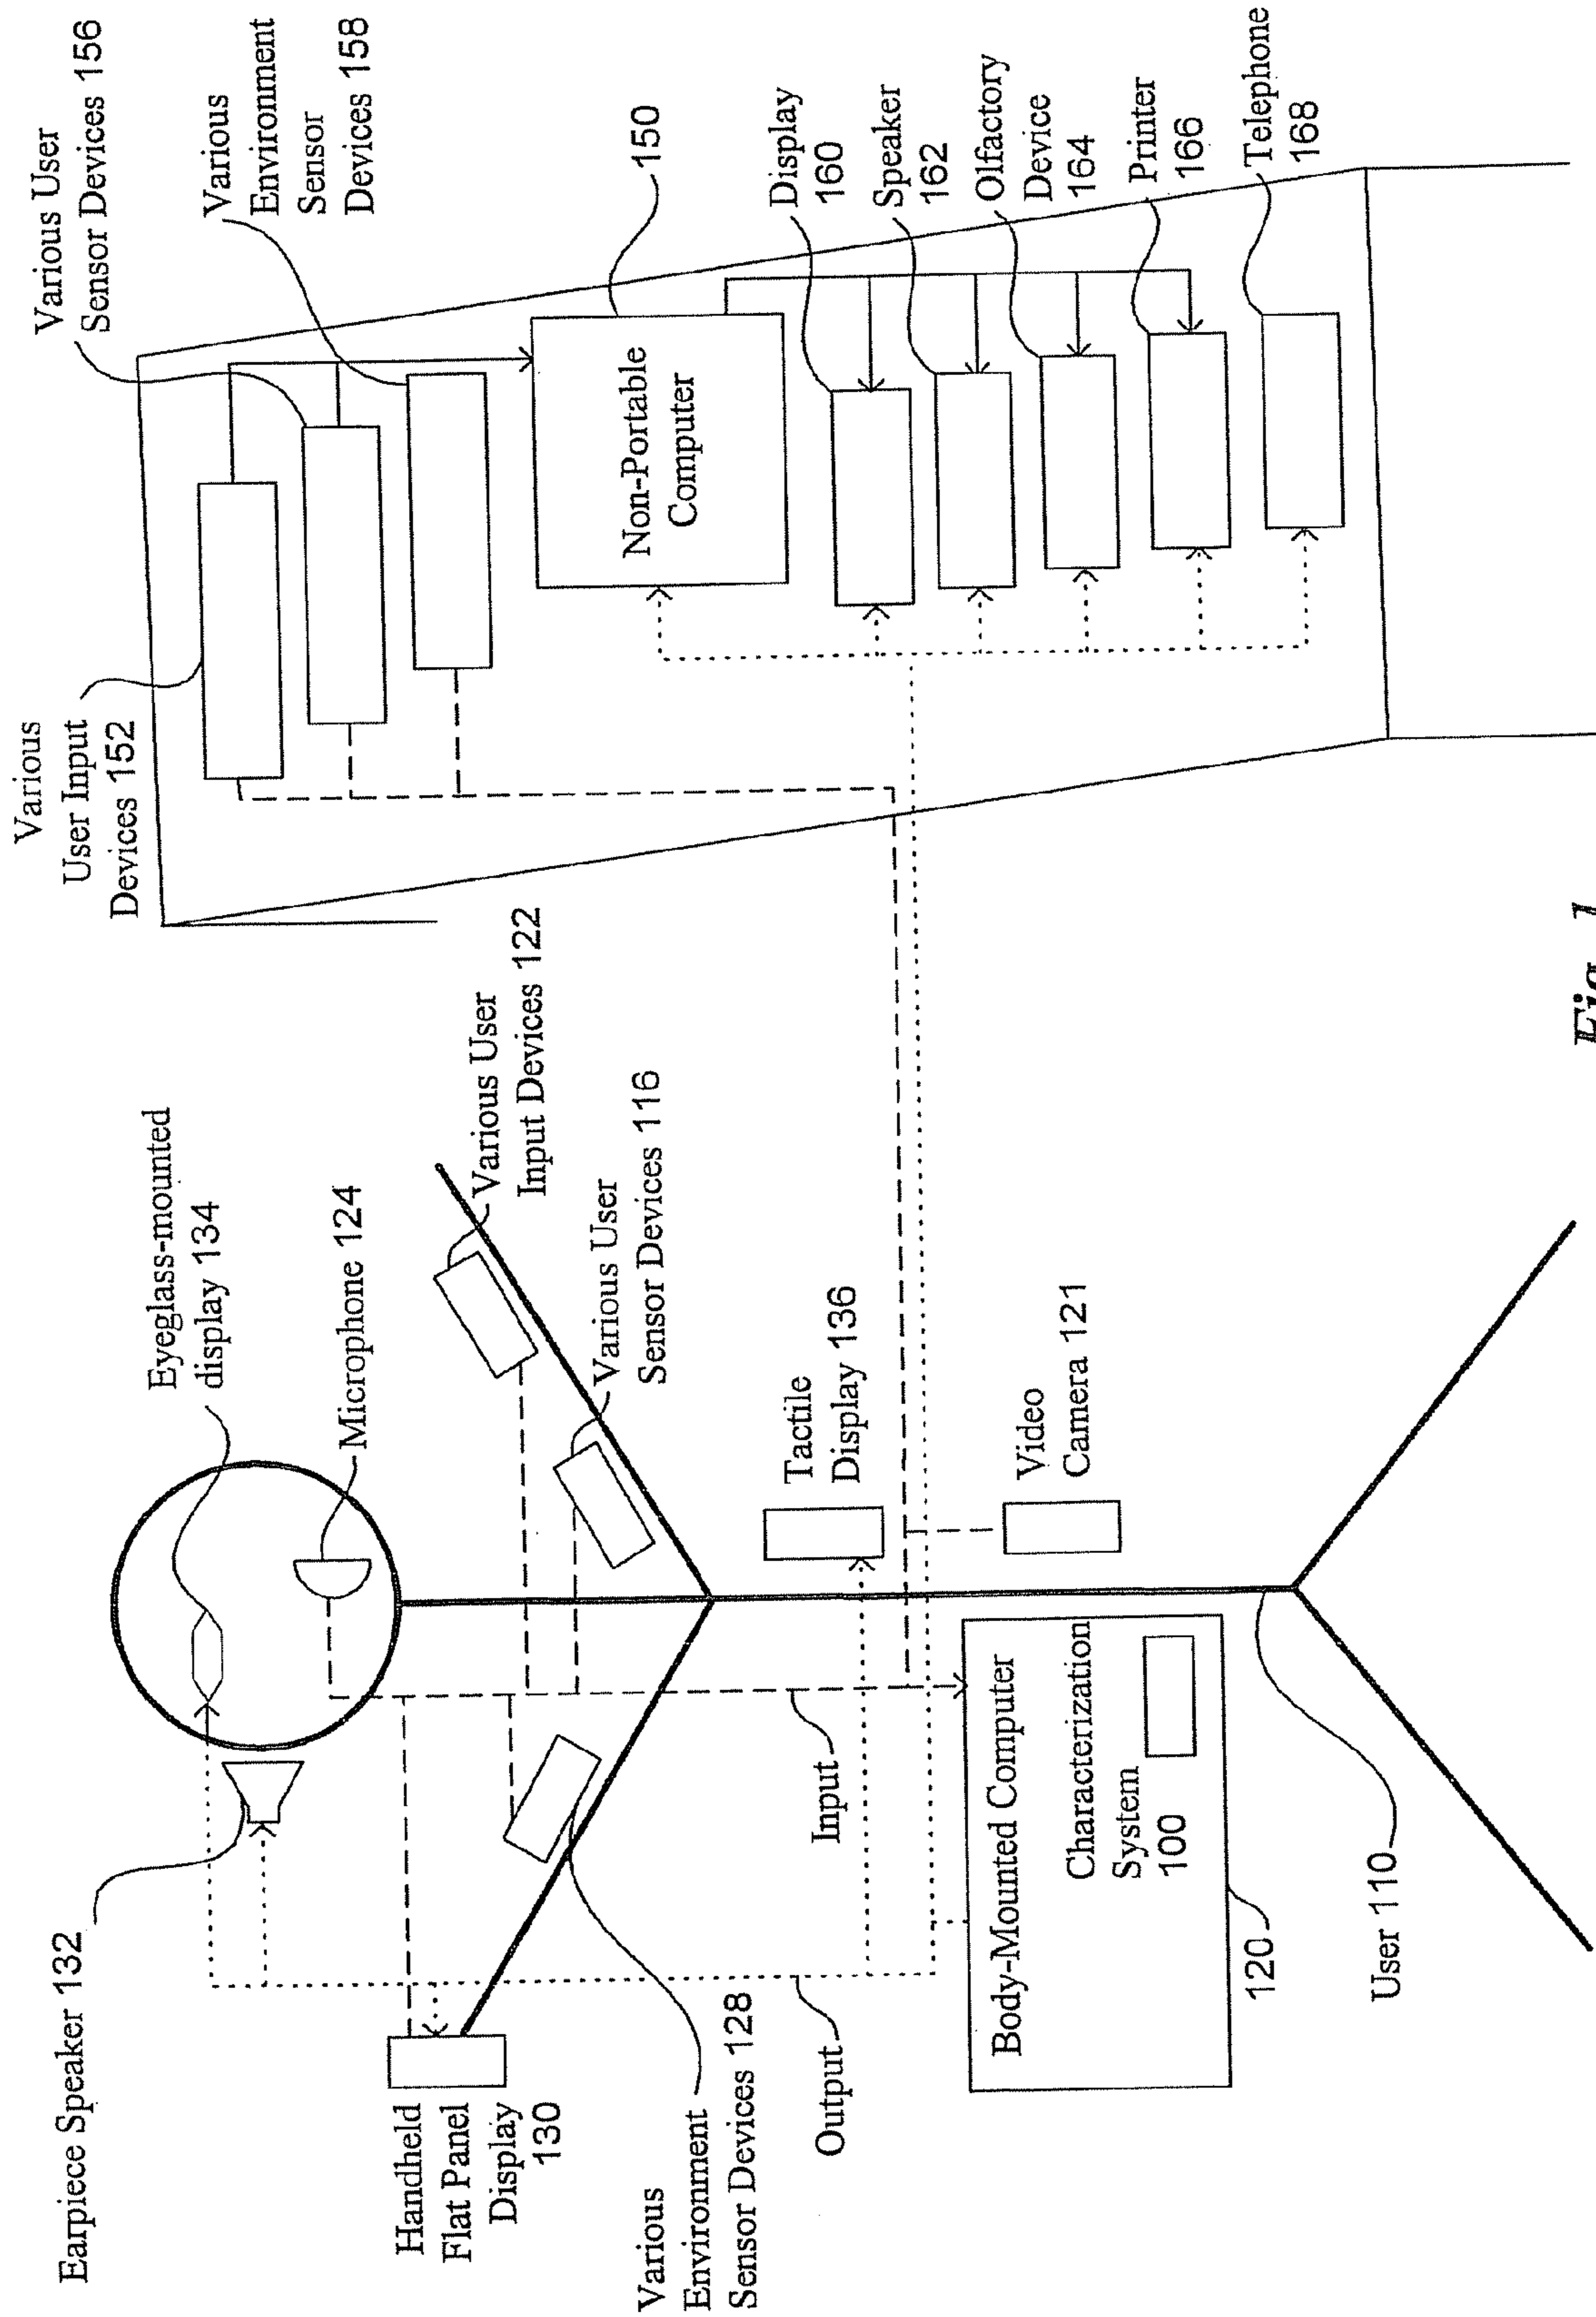 Earpiece Speaker 132
Eyeglass-mounted
display 134
Microphone 124
Handheld
Flat Panel
Display
130
Various User
Input Devices 122
Various User
Sensor Devices 116
Various
Environment
Sensor Devices 128
Tactile
Display 136
Input
Output
Video
Camera 121
Body-Mounted Computer
Characterization
System
100
120
User 110
Various
User Input
Devices 152
Various User
Sensor Devices 156
Various
Environment
Sensor
Devices 158
Non-Portable
Computer
150
Display
160
Speaker
162
Olfactory
Device
164
Printer
166
Telephone
168
Fig. 1